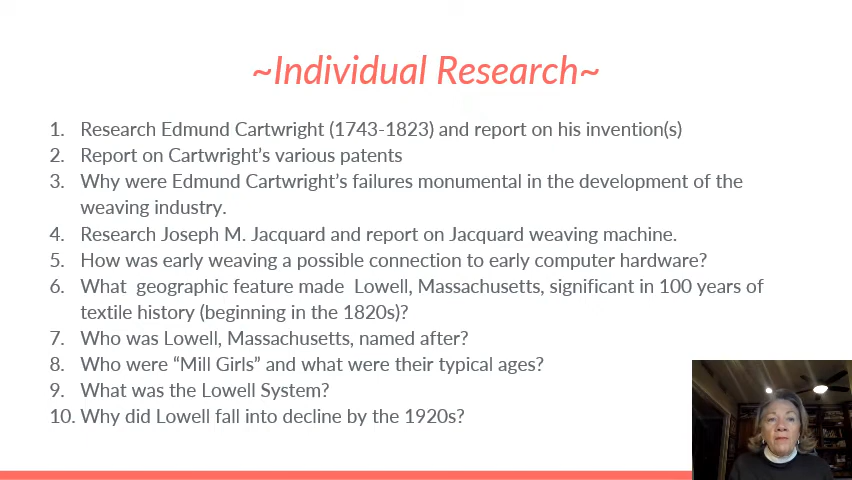 ~Individual Research~
1. Research Edmund Cartwright (1743-1823) and report on his invention(s)
2. Report on Cartwright's various patents
3. Why were Edmund Cartwright's failures monumental in the development of the
weaving industry.
4. Research Joseph M. Jacquard and report on Jacquard weaving machine.
5. How was early weaving a possible connection to early computer hardware?
6. What  geographic feature made  Lowell, Massachusetts, significant in 100 years of
textile history (beginning in the 1820s)?
7. Who was Lowell, Massachusetts, named after?
8. Who were “Mill Girls” and what were their typical ages?
9. What was the Lowell System?
10. Why did Lowell fall into decline by the 1920s?